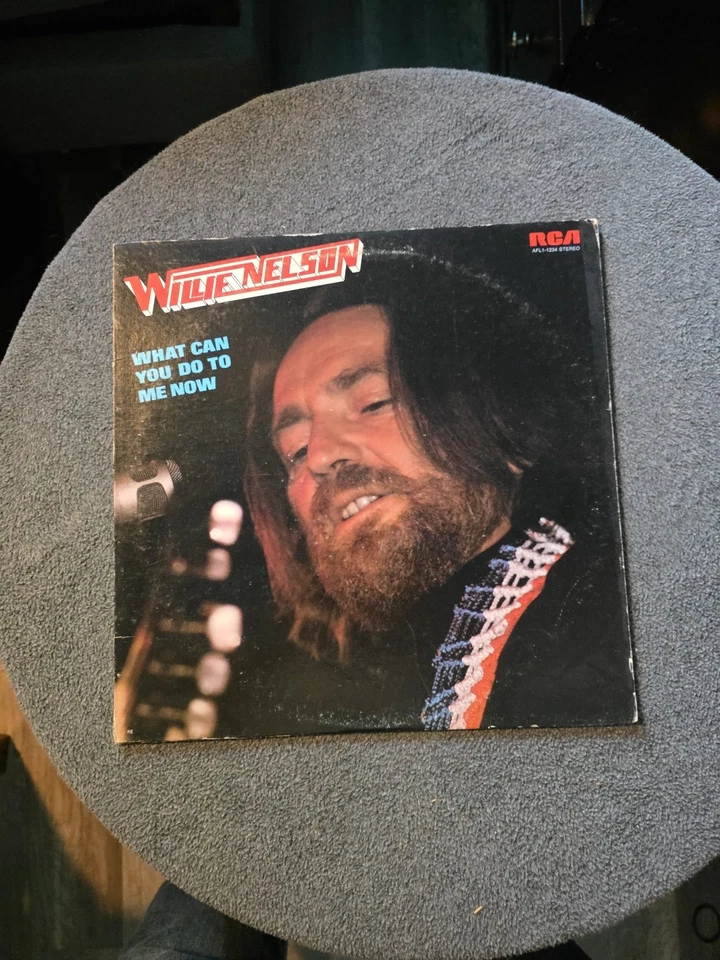 WILLIE NELSON
RCA
AFL1-1234 STEREO
WHAT CAN
YOU DO TO
ME NOW